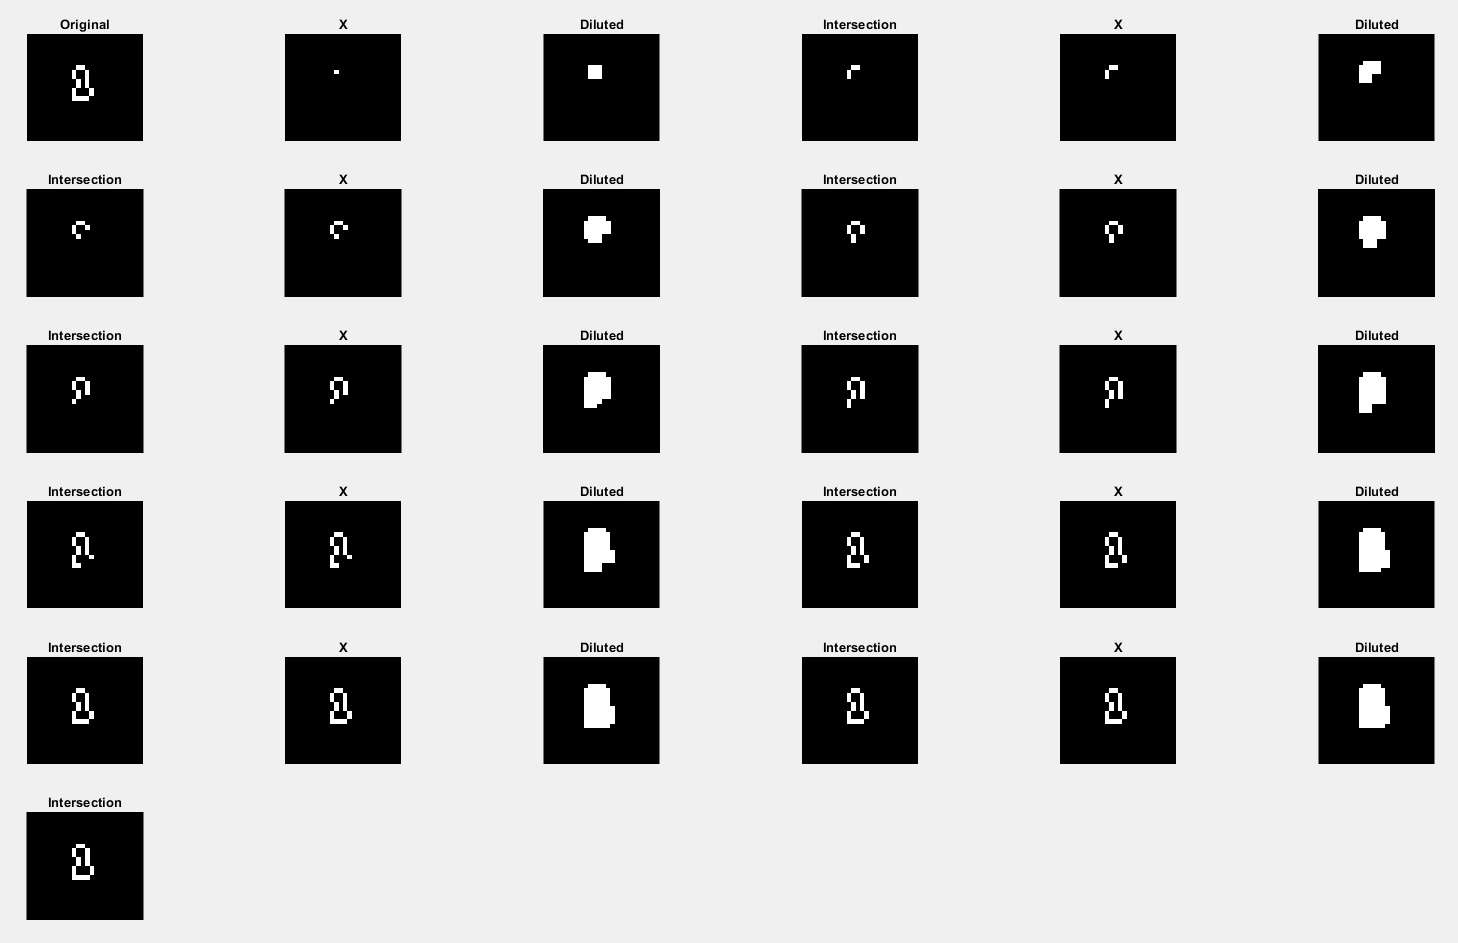 Original X Diluted Intersection X Diluted
Intersection X Diluted Intersection X Diluted
Intersection X Diluted Intersection X Diluted
Intersection X Diluted Intersection X Diluted
Intersection X Diluted Intersection X Diluted
Intersection